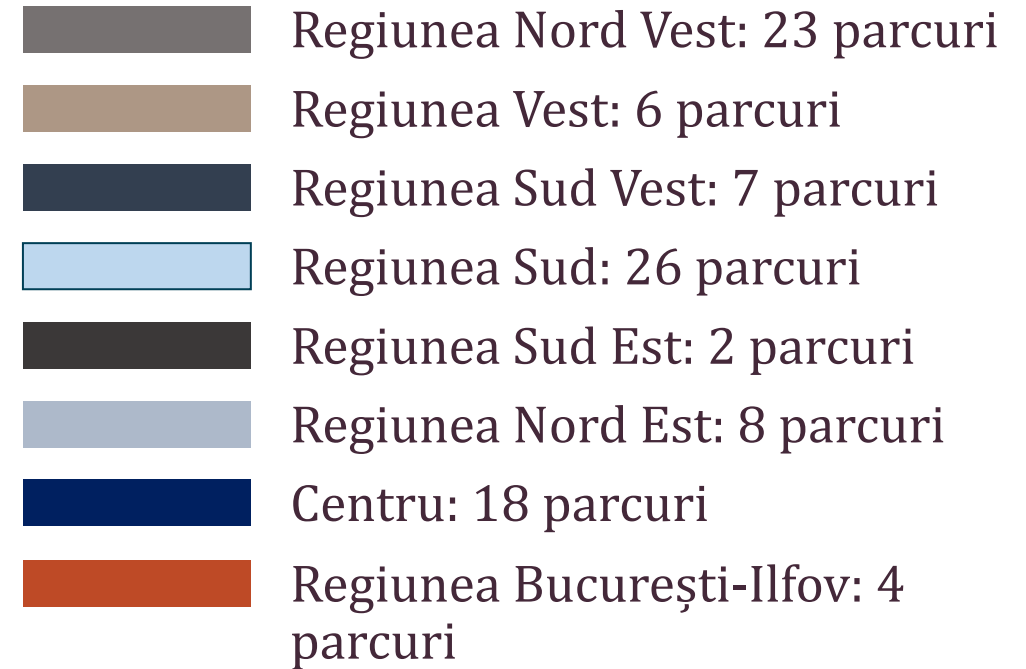 Regiunea Nord Vest: 23 parcuri
Regiunea Vest: 6 parcuri
Regiunea Sud Vest: 7 parcuri
Regiunea Sud: 26 parcuri
Regiunea Sud Est: 2 parcuri
Regiunea Nord Est: 8 parcuri
Centru: 18 parcuri
Regiunea București-Ilfov: 4
parcuri